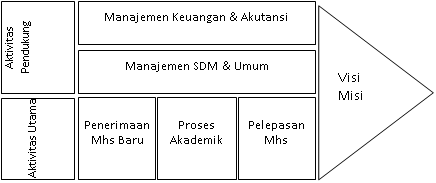 Aktivitas
Pendukung
Manajemen Keuangan & Akutansi
Manajemen SDM & Umum
Aktivitas Utama
Penerimaan
Mhs Baru
Proses
Akademik
Pelepasan
Mhs
Visi
Misi